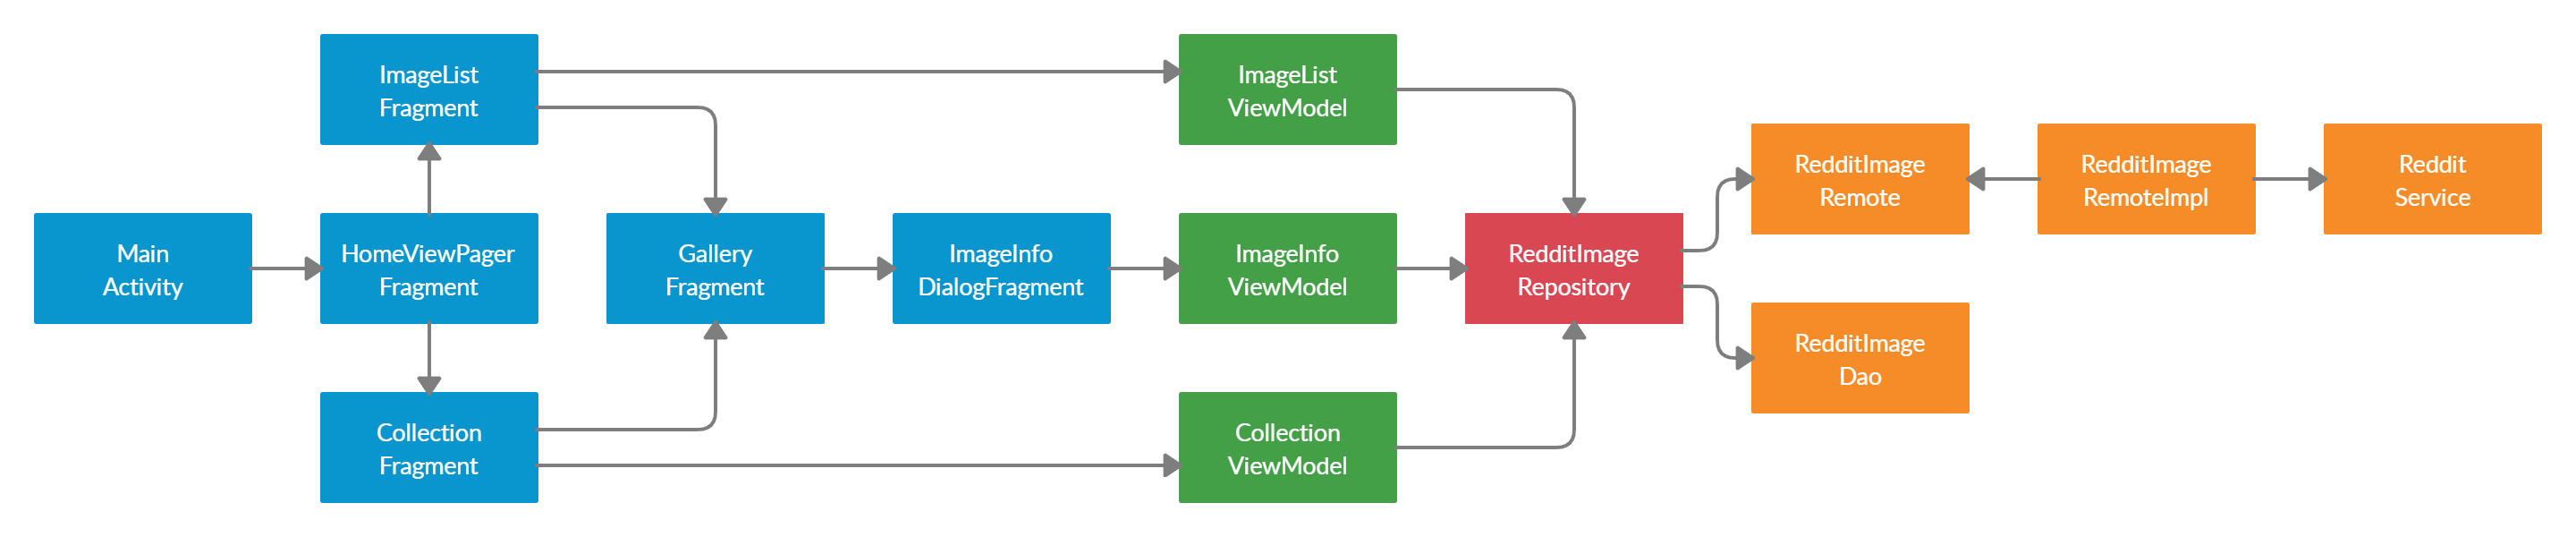 ImageList
Fragment
ImageList
ViewModel
RedditImage
Remote
RedditImage
RemoteImpl
Reddit
Service
Main
Activity
HomeViewPager
Fragment
Gallery
Fragment
ImageInfo
DialogFragment
ImageInfo
ViewModel
RedditImage
Repository
RedditImage
Dao
Collection
Fragment
Collection
ViewModel